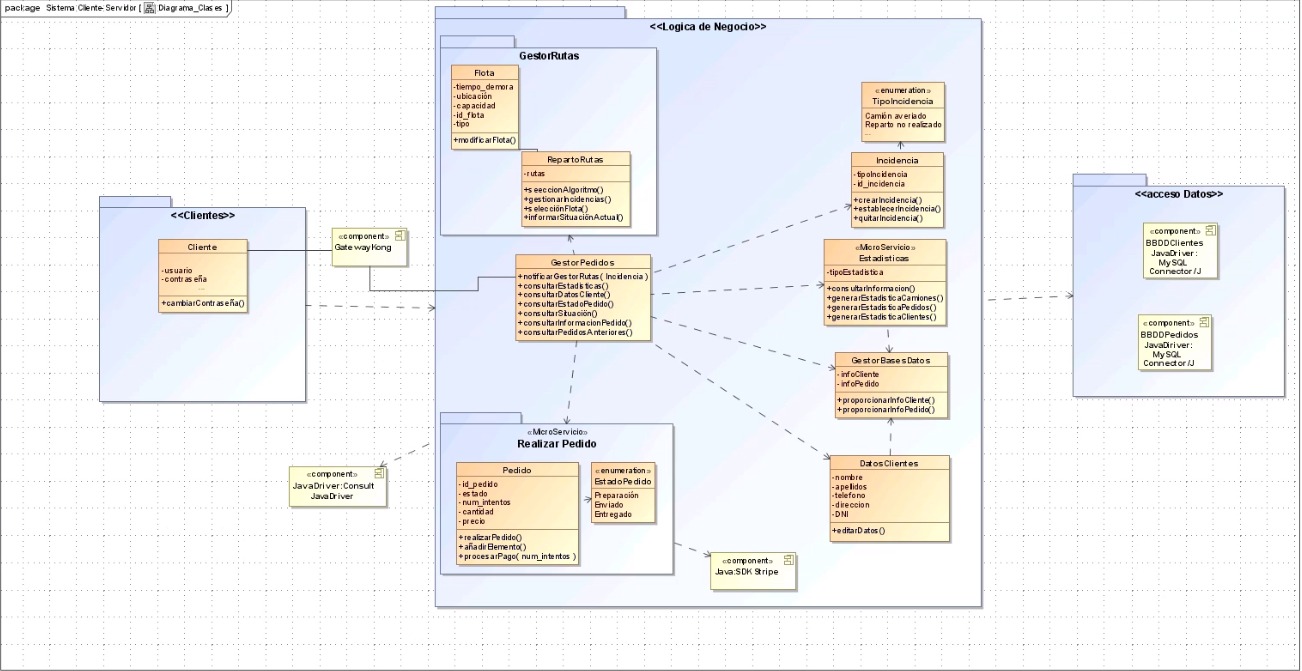 package Sistema Cliente-Servidor [ Diagrama_Clases ]
<<Logica de Negocio>>
GestorRutas
Flota
-tiempo_demora
-ubicación
-capacidad
-id_flota
-tipo
+modificarFlota()
RepartoRutas
-rutas
+seleccionAlgoritmo()
+gestionarIncidencias()
+selecciónFlota()
+informarSituaciónActual()
«enumeration»
TipoIncidencia
Camión averiado
Reparto no realizado
...
Incidencia
-tipoIncidencia
-id_incidencia
+crearIncidencia()
+establecerIncidencia()
+quitarIncidencia()
<<Clientes>>
Cliente
-usuario
-contraseña
...
+cambiarContraseña()
«component»
GatewayKong
GestorPedidos
+notificarGestorRutas( Incidencia )
+consultarEstadísticas()
+consultarDatosCliente()
+consultarEstadoPedido()
+consultarSituación()
+consultarInformacionPedido()
+consultarPedidosAnteriores()
«MicroServicio»
Estadisticas
-tipoEstadistica
+consultarInformacion()
+generarEstadisticaCamiones()
+generarEstadisticaPedidos()
+generarEstadisticaClientes()
GestorBasesDatos
-infoCliente
-infoPedido
+proporcionarInfoCliente()
+proporcionarInfoPedido()
<<acceso Datos>>
«component»
BBDDClientes
JavaDiriver:
MySQL
Connector/J
«component»
BBDDPedidos
JavaDiriver:
MySQL
Connector/J
«MicroServicio»
Realizar Pedido
Pedido
-id_pedido
-estado
-num_intentos
-cantidad
-precio
+realizarPedido()
+añadirElemento()
+procesarPago( num_intentos )
«enumeration»
EstadoPedido
Preparación
Enviado
Entregado
DatosClientes
-nombre
-apellidos
-telefono
-direccion
-DNI
+editarDatos()
«component»
JavaDriver:Consult
JavaDriver
«component»
Java:SDK Stripe